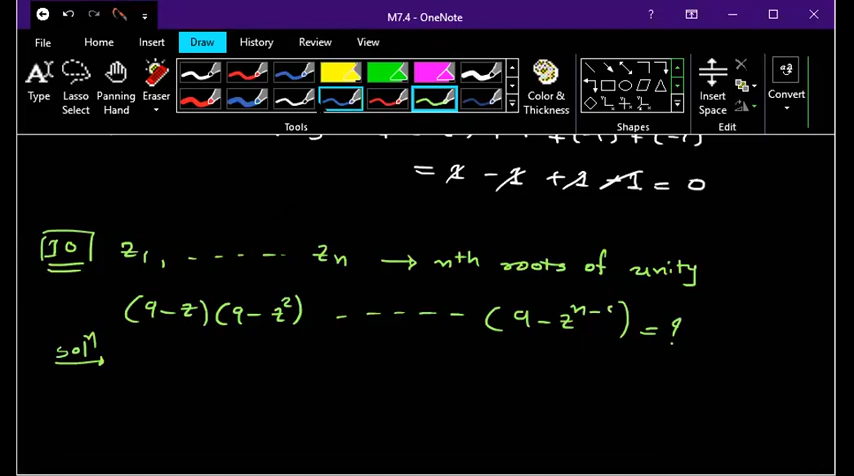 M7.4 - OneNote
File Home Insert Draw History Review View
Type Lasso Select Panning Hand Eraser Color & Thickness Insert Space Convert
Tools Shapes Edit
= 1 - 1 + 1 - 1 = 0
10 z₁, ------ zₙ → nth roots of unity
(9-z)(9-z²) ------ (9-zⁿ⁻¹) = ?
solⁿ